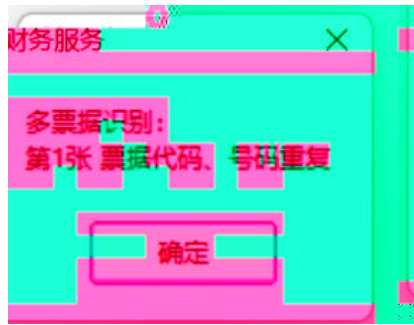 财务服务
多票据识别：
第1张 票据代码、号码重复
确定